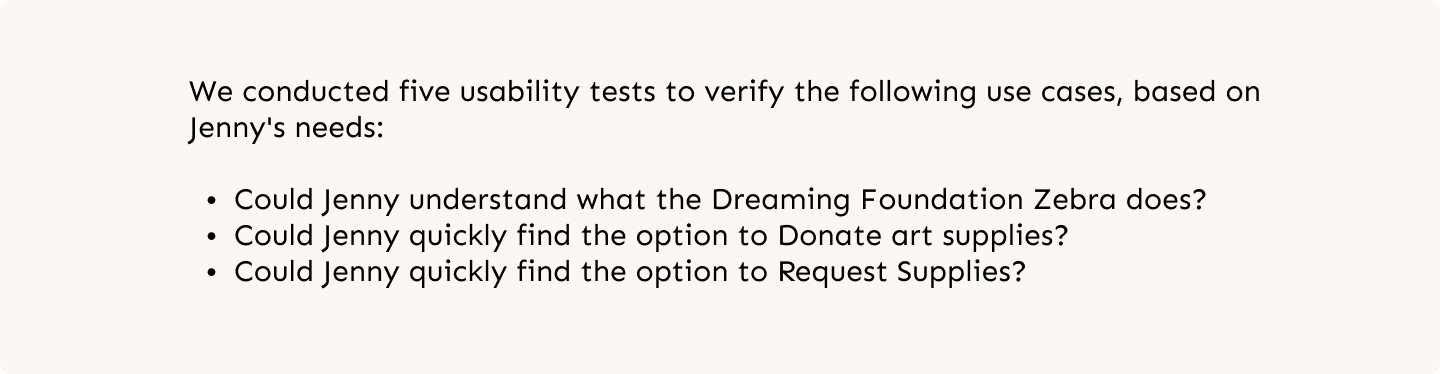 We conducted five usability tests to verify the following use cases, based on
Jenny's needs:
• Could Jenny understand what the Dreaming Foundation Zebra does?
• Could Jenny quickly find the option to Donate art supplies?
• Could Jenny quickly find the option to Request Supplies?